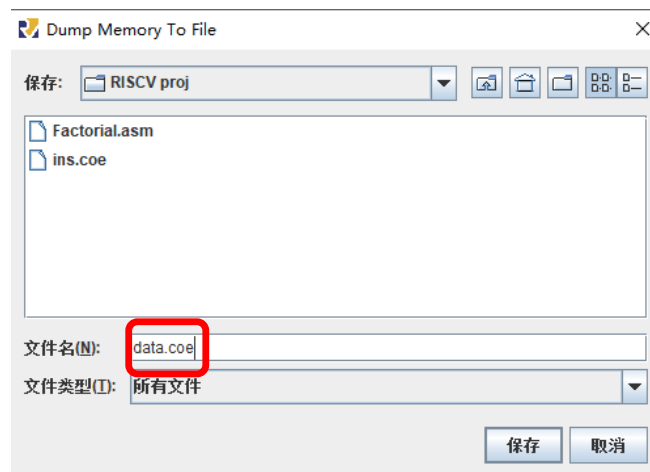 Dump Memory To File
保存: RISCV proj
Factorial.asm
ins.coe
文件名(N): data.coe
文件类型(T): 所有文件
保存 取消